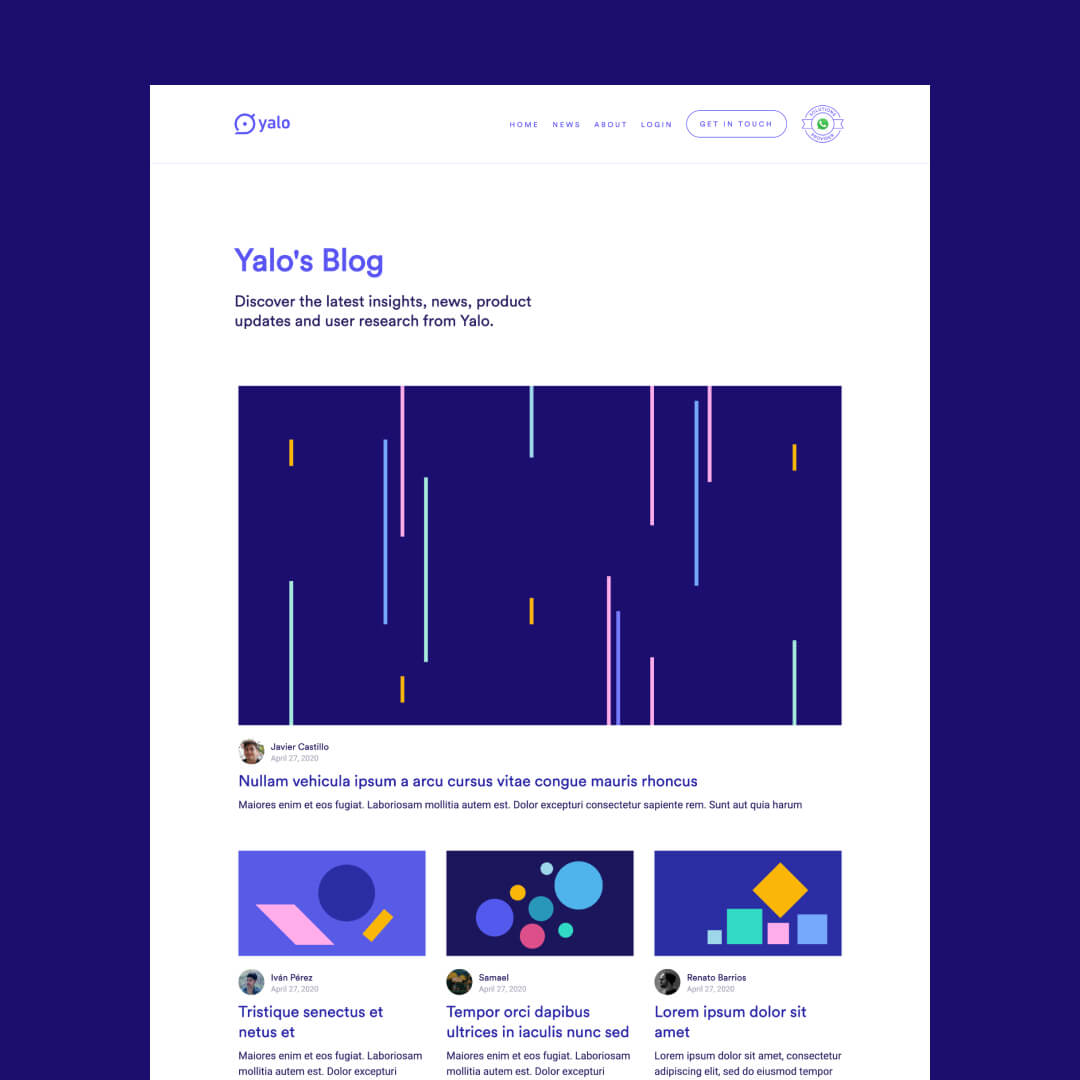 yalo
HOME NEWS ABOUT LOGIN GET IN TOUCH
SOLUTIONS
PROVIDER
Yalo's Blog
Discover the latest insights, news, product
updates and user research from Yalo.
Javier Castillo
April 27, 2020
Nullam vehicula ipsum a arcu cursus vitae congue mauris rhoncus
Maiores enim et eos fugiat. Laboriosam mollitia autem est. Dolor excepturi consectetur sapiente rem. Sunt aut quia harum
Iván Pérez
April 27, 2020
Tristique senectus et
netus et
Maiores enim et eos fugiat. Laboriosam
mollitia autem est. Dolor excepturi
Samael
April 27, 2020
Tempor orci dapibus
ultrices in iaculis nunc sed
Maiores enim et eos fugiat. Laboriosam
mollitia autem est. Dolor excepturi
Renato Barrios
April 27, 2020
Lorem ipsum dolor sit
amet
Lorem ipsum dolor sit amet, consectetur
adipiscing elit, sed do eiusmod tempor